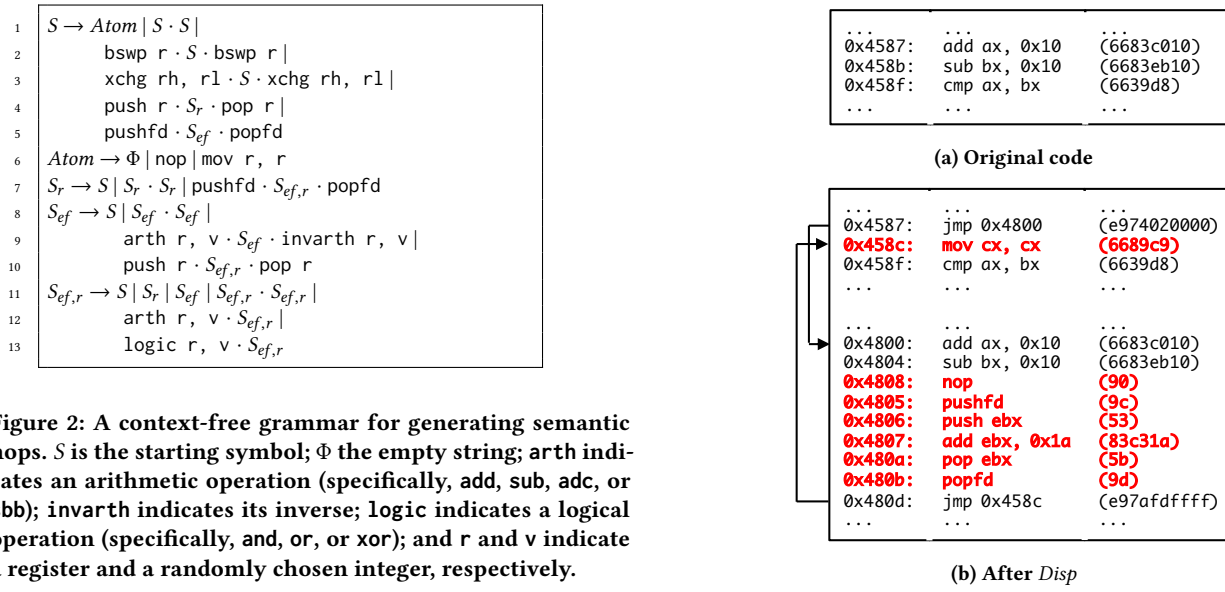 1 S → Atom | S · S |
2 bswp r · S · bswp r |
3 xchg rh, rl · S · xchg rh, rl |
4 push r · S_r · pop r |
5 pushfd · S_ef · popfd
6 Atom → Φ | nop | mov r, r
7 S_r → S | S_r · S_r | pushfd · S_ef,r · popfd
8 S_ef → S | S_ef · S_ef |
9 arth r, v · S_ef · invarth r, v |
10 push r · S_ef,r · pop r
11 S_ef,r → S | S_r | S_ef | S_ef,r · S_ef,r |
12 arth r, v · S_ef,r |
13 logic r, v · S_ef,r
igure 2: A context-free grammar for generating semantic
nops. S is the starting symbol; Φ the empty string; arth indi-
ates an arithmetic operation (specifically, add, sub, adc, or
bb); invarth indicates its inverse; logic indicates a logical
operation (specifically, and, or, or xor); and r and v indicate
a register and a randomly chosen integer, respectively.
... ... ...
0x4587: add ax, 0x10 (6683c010)
0x458b: sub bx, 0x10 (6683eb10)
0x458f: cmp ax, bx (6639d8)
... ... ...
(a) Original code
... ... ...
0x4587: jmp 0x4800 (e974020000)
0x458c: mov cx, cx (6689c9)
0x458f: cmp ax, bx (6639d8)
... ... ...
... ... ...
0x4800: add ax, 0x10 (6683c010)
0x4804: sub bx, 0x10 (6683eb10)
0x4808: nop (90)
0x4805: pushfd (9c)
0x4806: push ebx (53)
0x4807: add ebx, 0x1a (83c31a)
0x480a: pop ebx (5b)
0x480b: popfd (9d)
0x480d: jmp 0x458c (e97afdffff)
... ... ...
(b) After Disp